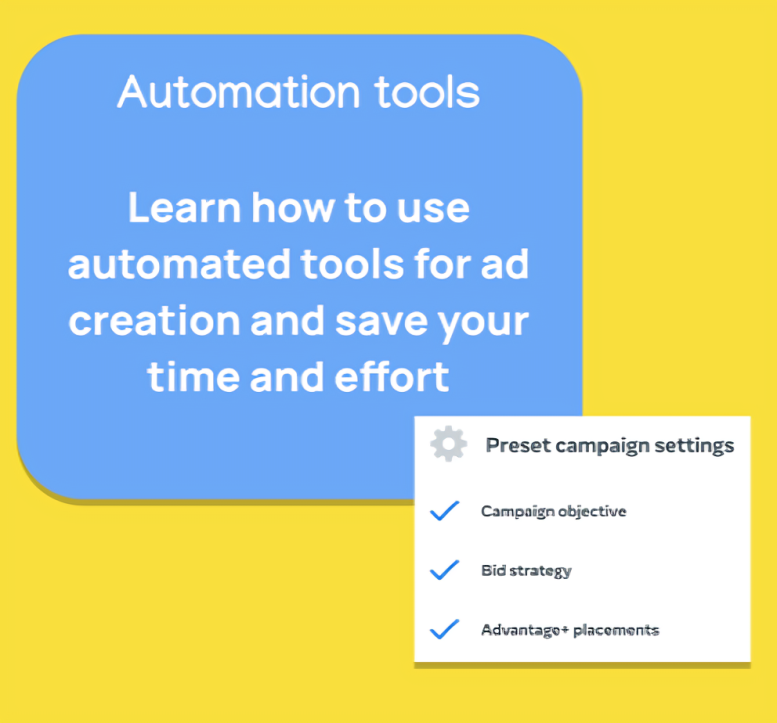 Automation tools
Learn how to use
automated tools for ad
creation and save your
time and effort
Preset campaign settings
Campaign objective
Bid strategy
Advantage+ placements